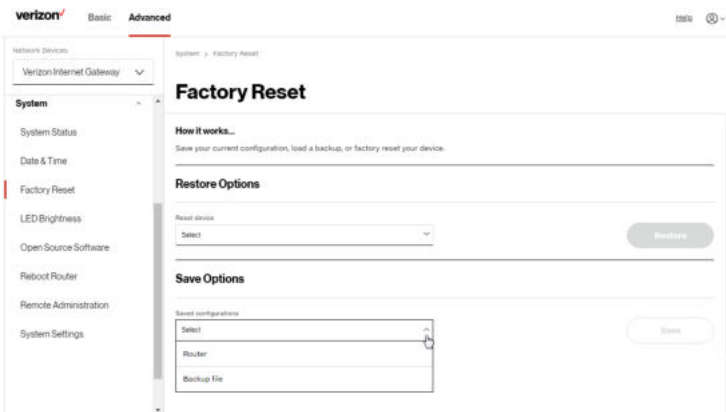 verizon
Basic
Advanced
Help
Network Devices
Verizon Internet Gateway
System
System Status
Date & Time
Factory Reset
LED Brightness
Open Source Software
Reboot Router
Remote Administration
System Settings
System > Factory Reset
Factory Reset
How it works...
Save your current configuration, load a backup, or factory reset your device.
Restore Options
Reset device
Select
Restore
Save Options
Saved configurations
Select
Save
Router
Backup file